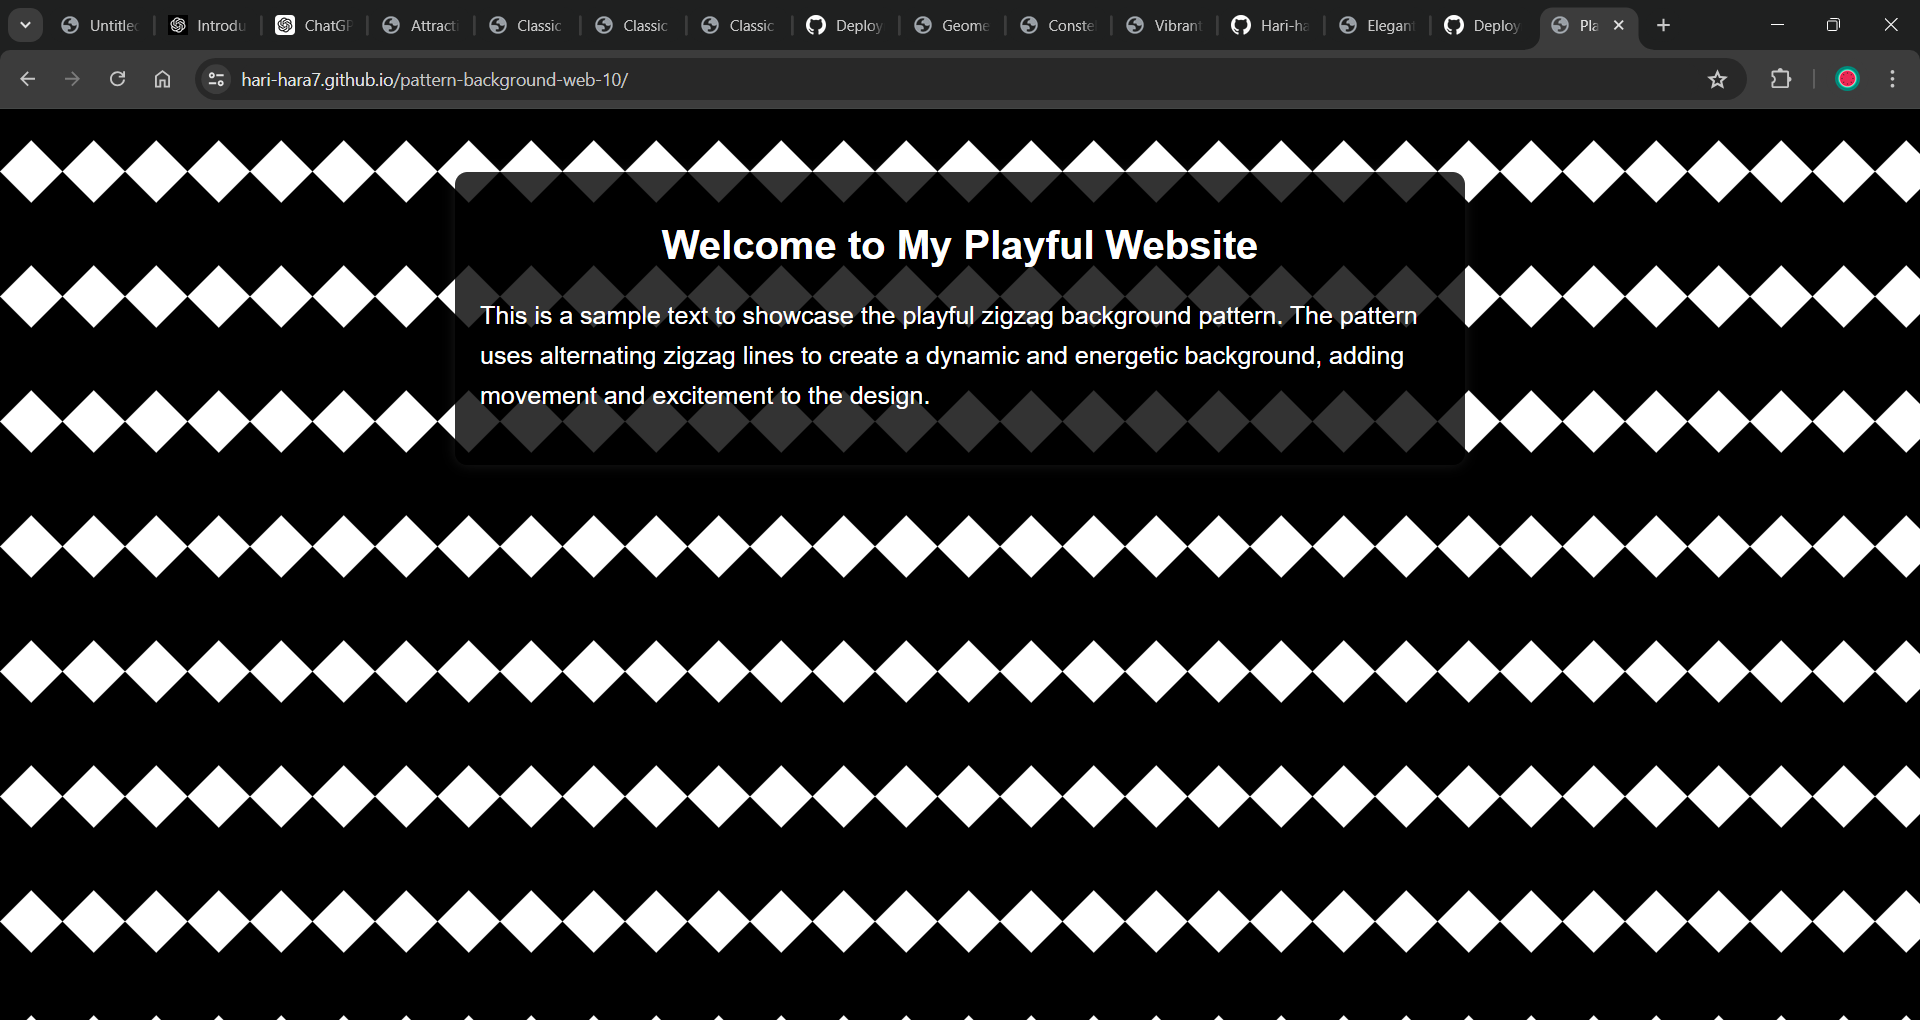 Untitle
Introdu
ChatGP
Attracti
Classic
Classic
Classic
Deploy
Geome
Constel
Vibrant
Hari-ha
Elegant
Deploy
Pla
hari-hara7.github.io/pattern-background-web-10/
Welcome to My Playful Website
This is a sample text to showcase the playful zigzag background pattern. The pattern
uses alternating zigzag lines to create a dynamic and energetic background, adding
movement and excitement to the design.